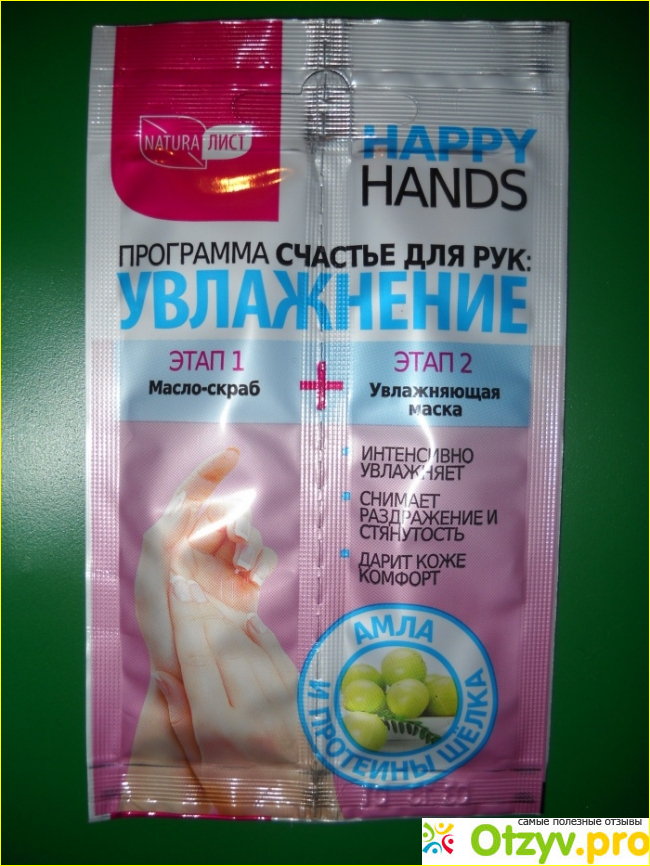 NATURA ЛИСТ
HAPPY
HANDS
ПРОГРАММА СЧАСТЬЕ ДЛЯ РУК:
УВЛАЖНЕНИЕ
ЭТАП 1
Масло-скраб
+
ЭТАП 2
Увлажняющая
маска
ИНТЕНСИВНО
УВЛАЖНЯЕТ
СНИМАЕТ
РАЗДРАЖЕНИЕ И
СТЯНУТОСТЬ
ДАРИТ КОЖЕ
КОМФОРТ
АМЛА
И ПРОТЕИНЫ ШЁЛКА
самые полезные отзывы
Otzyv.pro